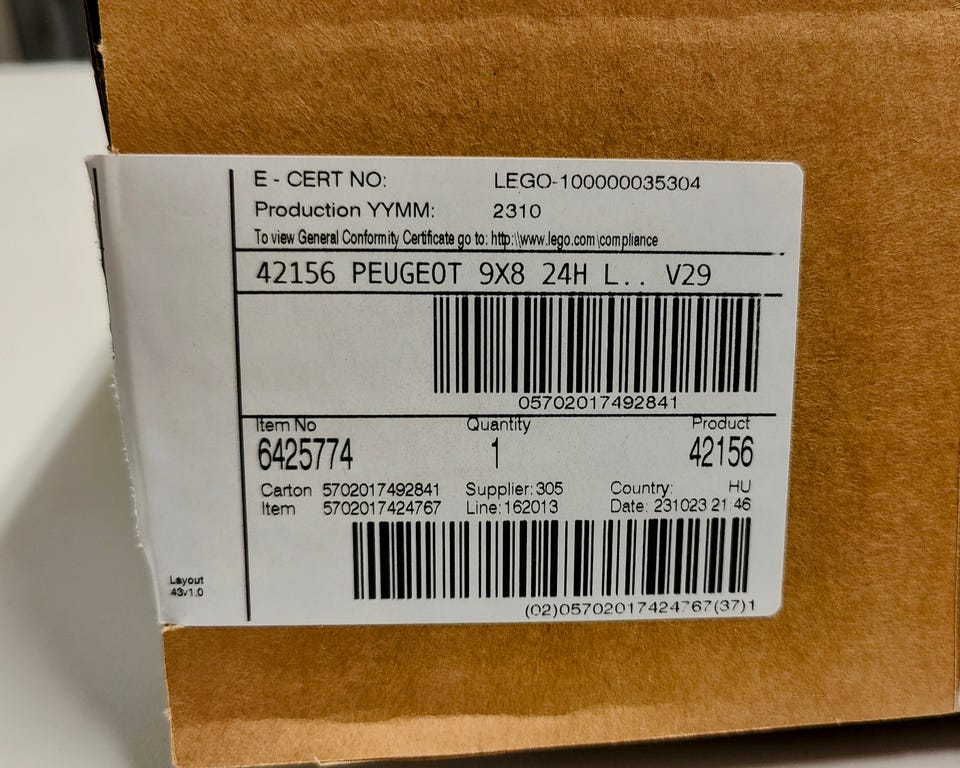 E - CERT NO: LEGO-100000035304
Production YYMM: 2310
To view General Conformity Certificate go to: http:\\www.lego.com\compliance
42156 PEUGEOT 9X8 24H L.. V29
05702017492841
Item No Quantity Product
6425774 1 42156
Carton 5702017492841 Supplier: 305 Country: HU
Item 5702017424767 Line: 162013 Date: 231023 21:46
Layout
43v1.0
(02)05702017424767(37)1